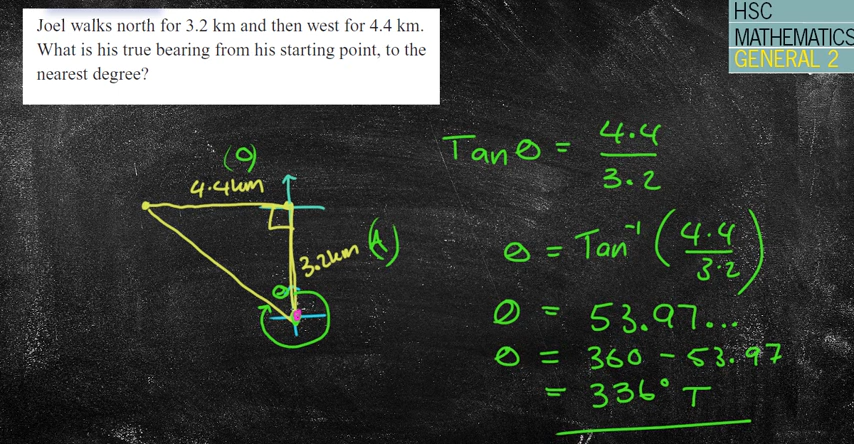 HSC
MATHEMATICS
GENERAL 2
Joel walks north for 3.2 km and then west for 4.4 km.
What is his true bearing from his starting point, to the
nearest degree?
(O)
4.4km
3.2km (A)
θ
Tan θ = 4.4 / 3.2
θ = Tan⁻¹ (4.4 / 3.2)
θ = 53.97...
θ = 360 - 53.97
= 336° T